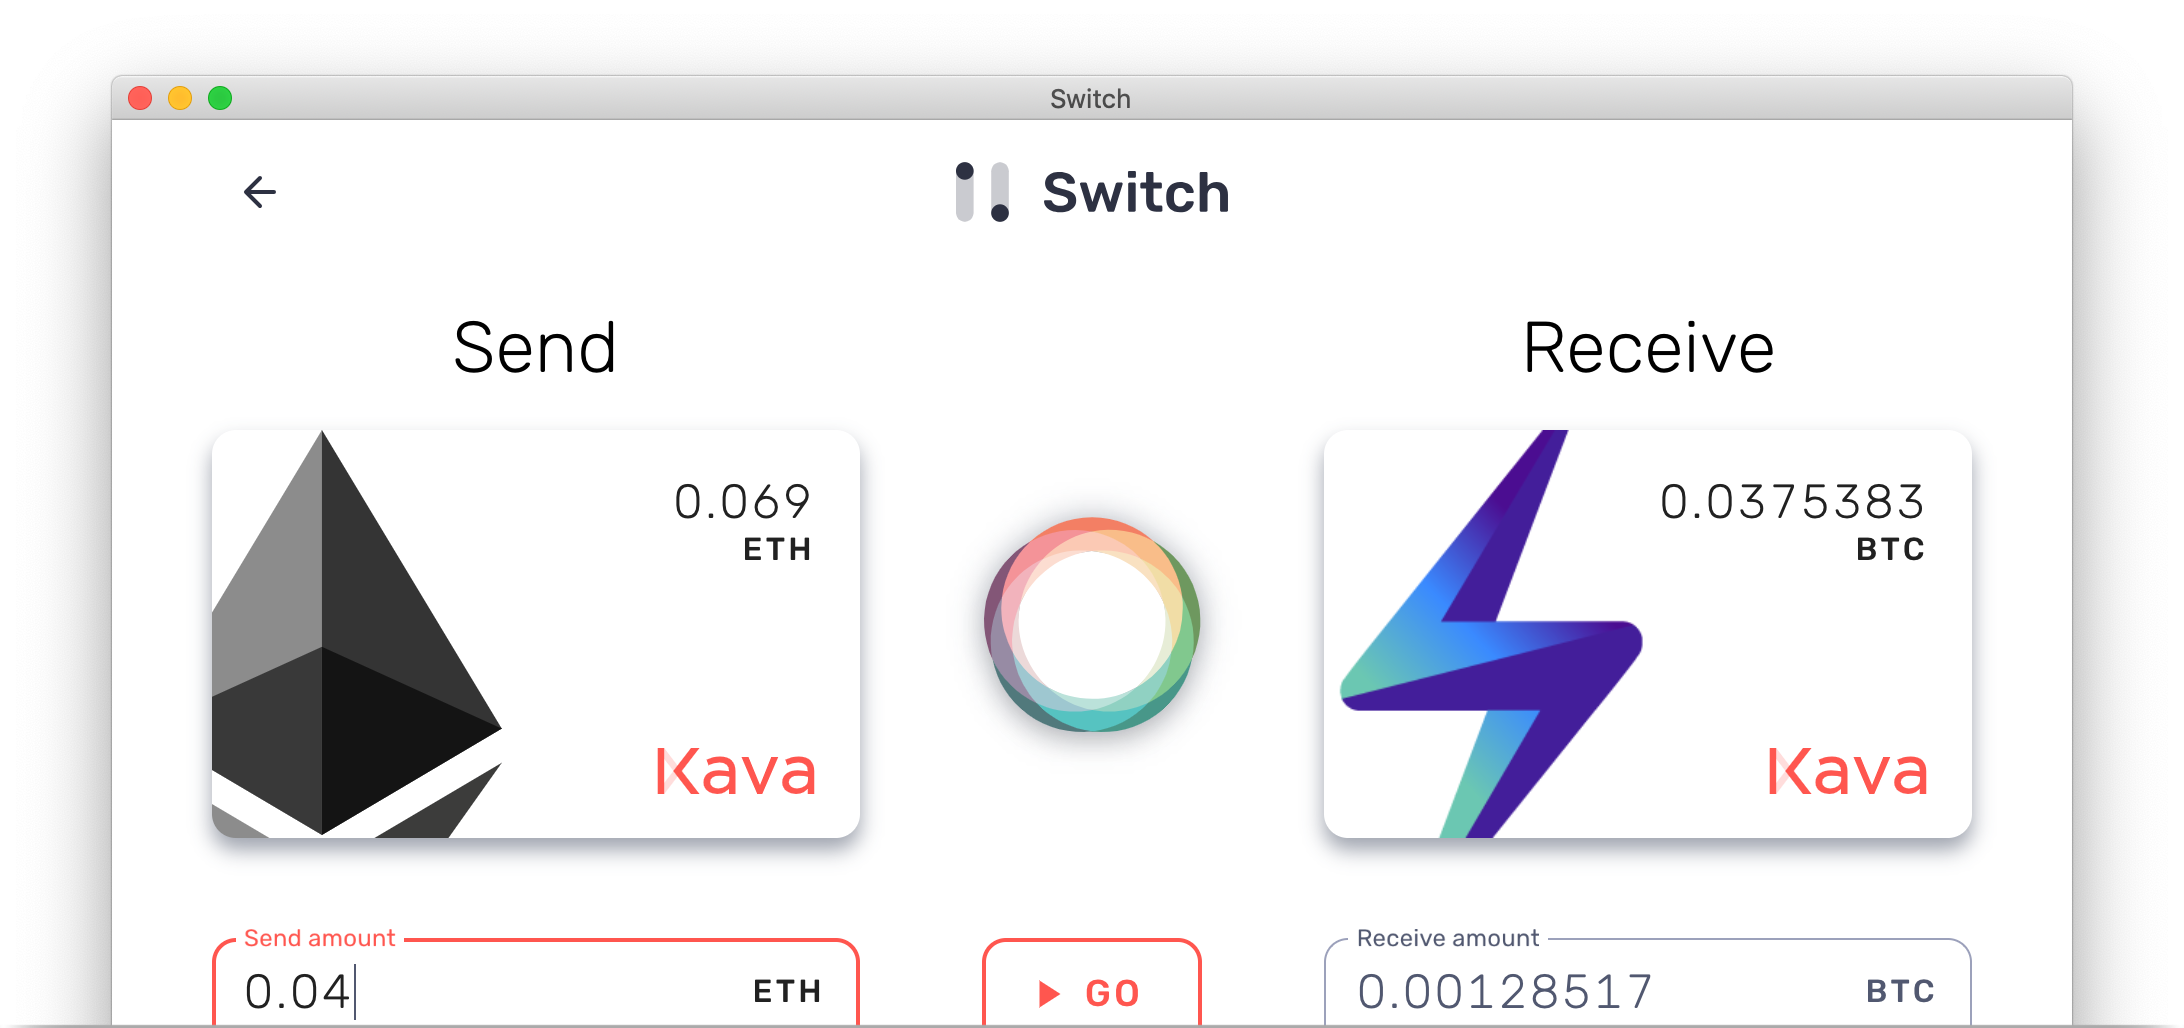 Switch
Switch
Send
Receive
0.069
ETH
Kava
0.0375383
BTC
Kava
Send amount
0.04
ETH
GO
Receive amount
0.00128517
BTC